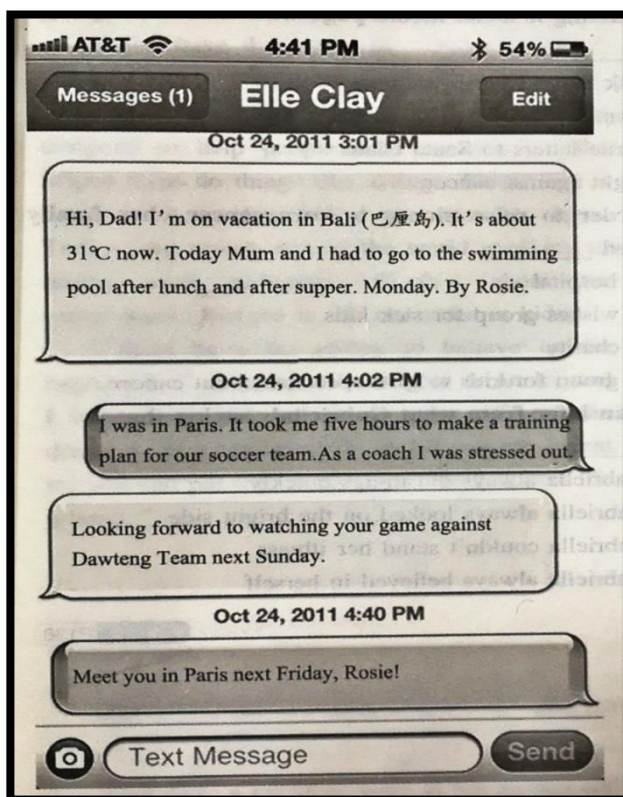 AT&T 4:41 PM 54%
Messages (1) Elle Clay Edit
Oct 24, 2011 3:01 PM
Hi, Dad! I'm on vacation in Bali (巴厘岛). It's about
31℃ now. Today Mum and I had to go to the swimming
pool after lunch and after supper. Monday. By Rosie.
Oct 24, 2011 4:02 PM
I was in Paris. It took me five hours to make a training
plan for our soccer team.As a coach I was stressed out.
Looking forward to watching your game against
Dawteng Team next Sunday.
Oct 24, 2011 4:40 PM
Meet you in Paris next Friday, Rosie!
Text Message Send